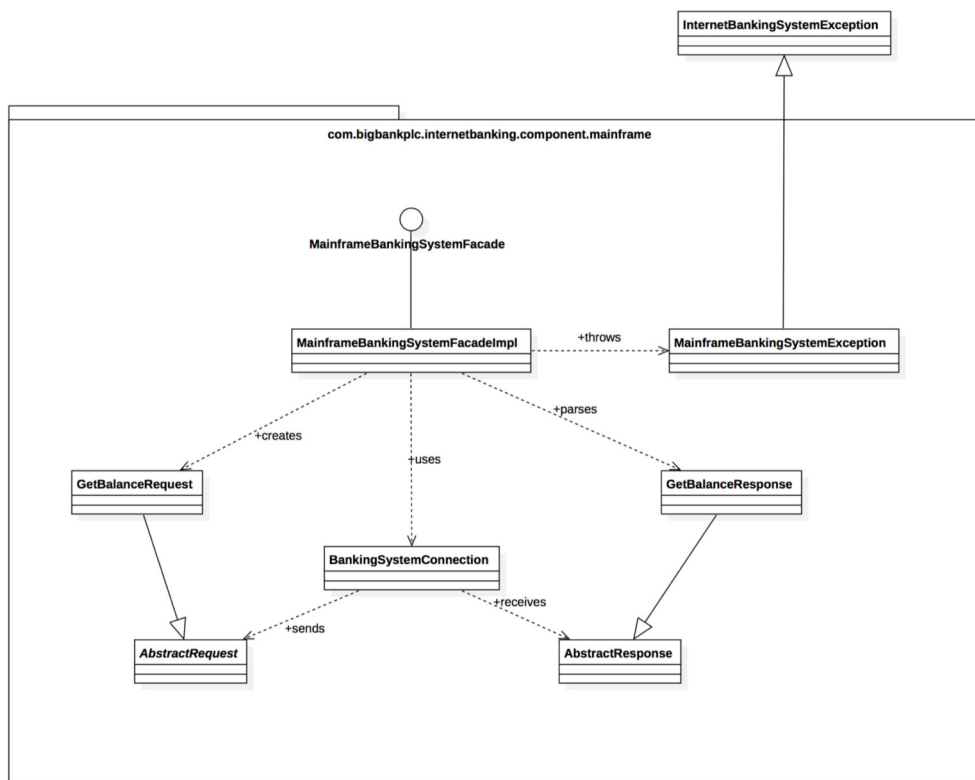 InternetBankingSystemException
com.bigbankplc.internetbanking.component.mainframe
MainframeBankingSystemFacade
MainframeBankingSystemFacadeImpl
+throws
MainframeBankingSystemException
+creates
+uses
+parses
GetBalanceRequest
GetBalanceResponse
BankingSystemConnection
+sends
+receives
AbstractRequest
AbstractResponse